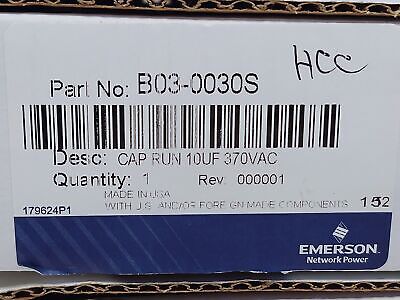 HCC
Part No: B03-0030S
Desc: CAP RUN 10UF 370VAC
Quantity: 1 Rev: 000001
MADE IN USA
WITH U.S. AND/OR FOREIGN MADE COMPONENTS
179624P1
152
EMERSON
Network Power